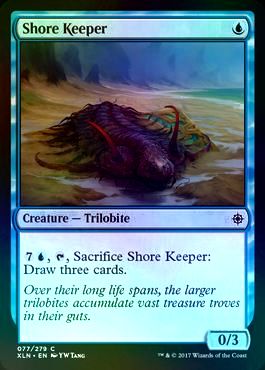 Shore Keeper
Creature — Trilobite
7, , Sacrifice Shore Keeper:
Draw three cards.
Over their long life spans, the larger
trilobites accumulate vast treasure troves
in their guts.
0/3
077/279 C
XLN • EN YW Tang
™ & © 2017 Wizards of the Coast